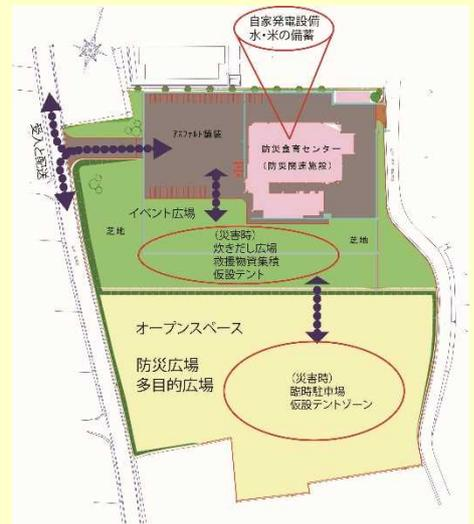 自家発電設備
水・米の備蓄
アスファルト舗装
防災食育センター
(防災関連施設)
受入と配送
イベント広場
芝地
(災害時)
炊きだし広場
救援物資集積
仮設テント
芝地
オープンスペース
防災広場
多目的広場
(災害時)
臨時駐車場
仮設テントゾーン